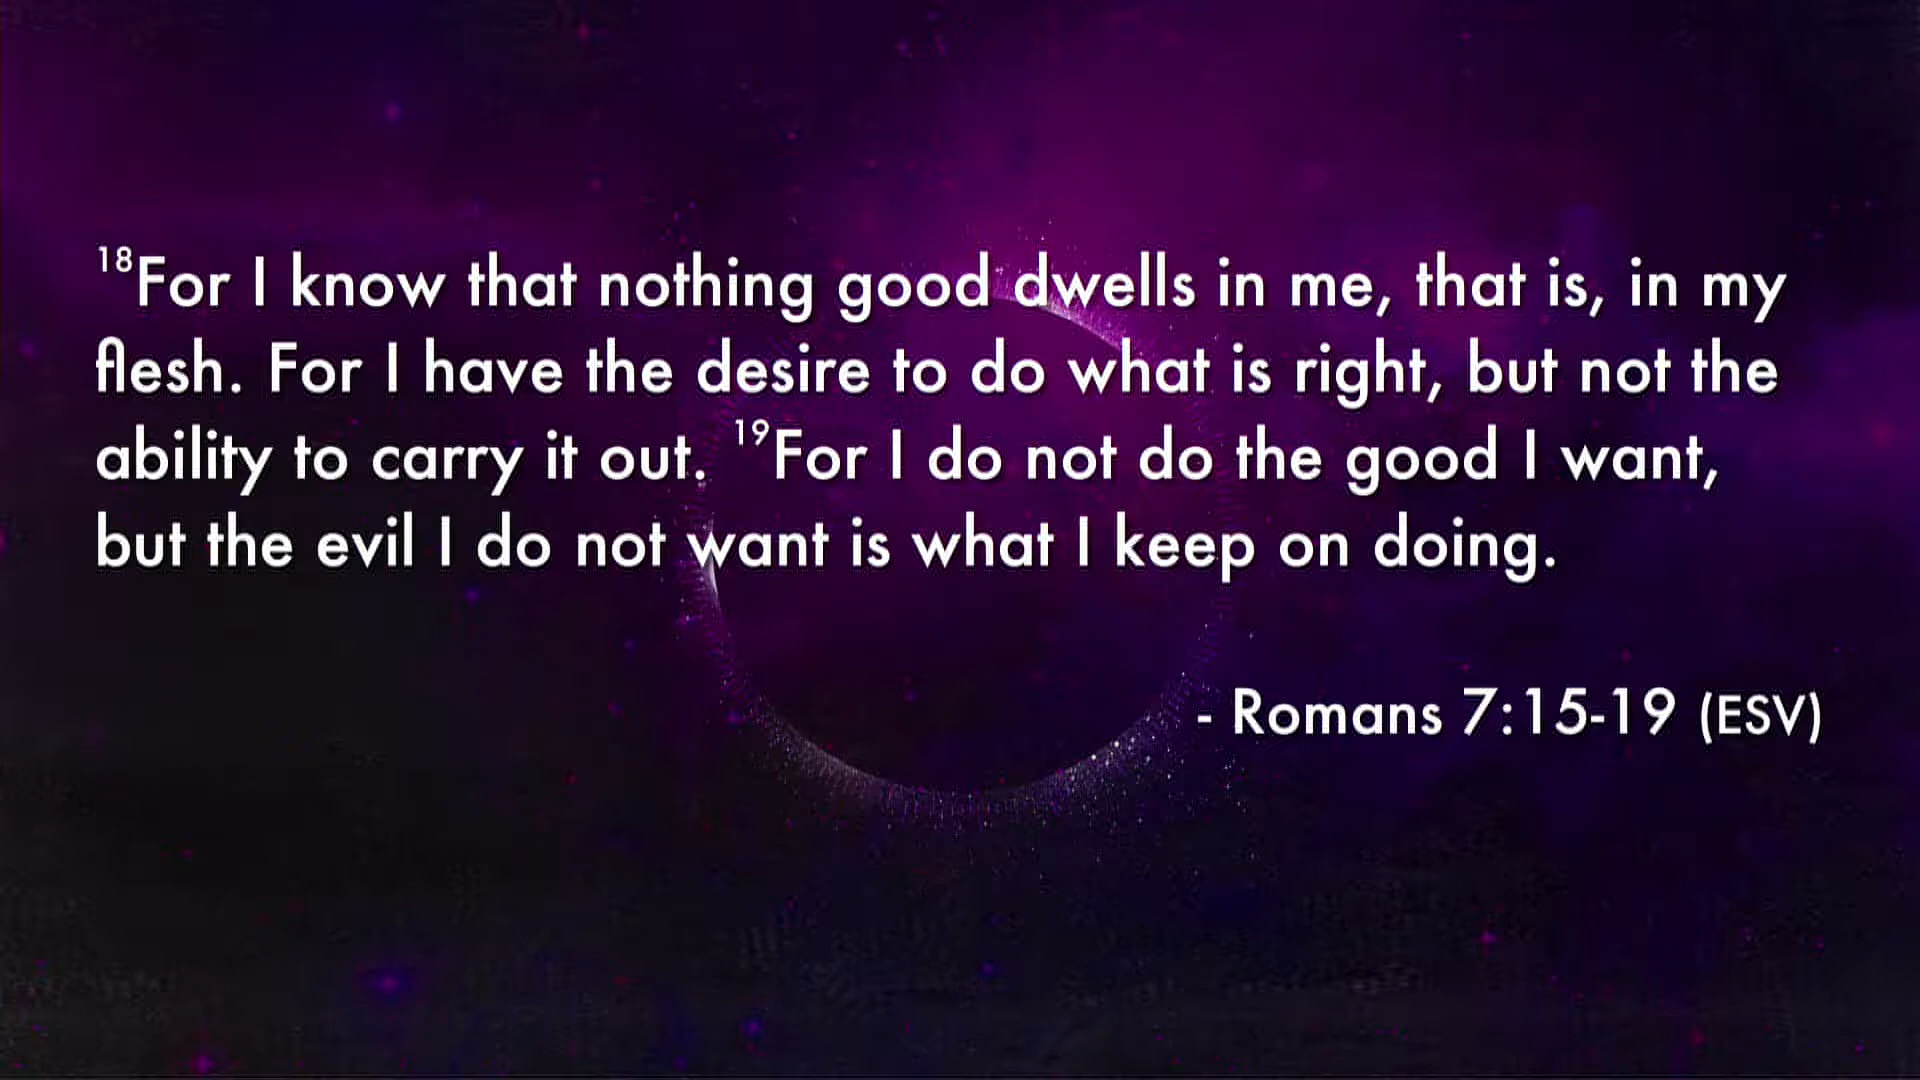 ¹⁸For I know that nothing good dwells in me, that is, in my
flesh. For I have the desire to do what is right, but not the
ability to carry it out. ¹⁹For I do not do the good I want,
but the evil I do not want is what I keep on doing.
- Romans 7:15-19 (ESV)